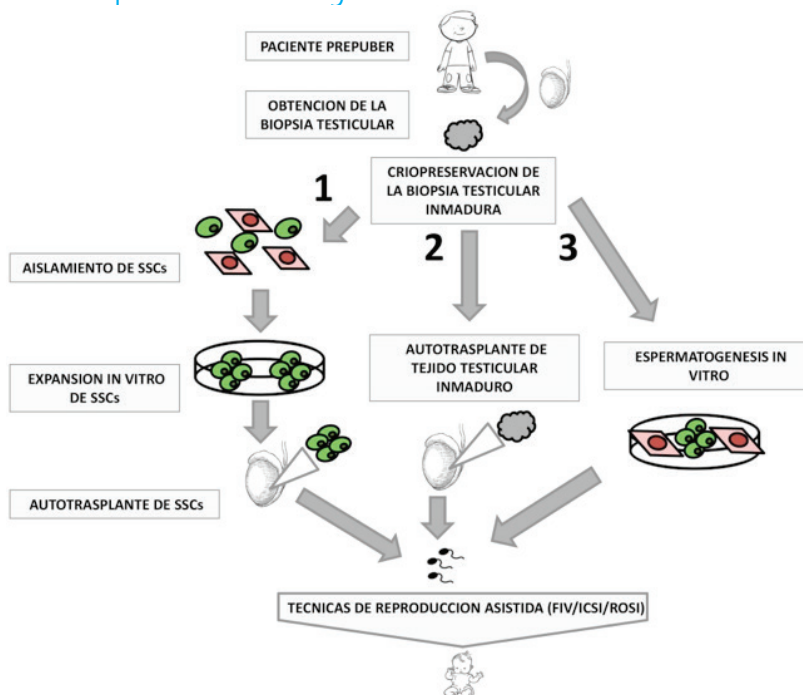 PACIENTE PREPUBER
OBTENCION DE LA
BIOPSIA TESTICULAR
CRIOPRESERVACION DE
LA BIOPSIA TESTICULAR
INMADURA
1
2
3
AISLAMIENTO DE SSCs
EXPANSION IN VITRO
DE SSCs
AUTOTRASPLANTE DE
TEJIDO TESTICULAR
INMADURO
ESPERMATOGENESIS IN
VITRO
AUTOTRASPLANTE DE SSCs
TECNICAS DE REPRODUCCION ASISTIDA (FIV/ICSI/ROSI)